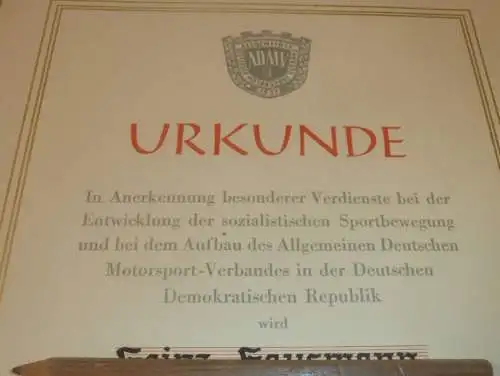 ADMV
URKUNDE
In Anerkennung besonderer Verdienste bei der
Entwicklung der sozialistischen Sportbewegung
und bei dem Aufbau des Allgemeinen Deutschen
Motorsport-Verbandes in der Deutschen
Demokratischen Republik
wird